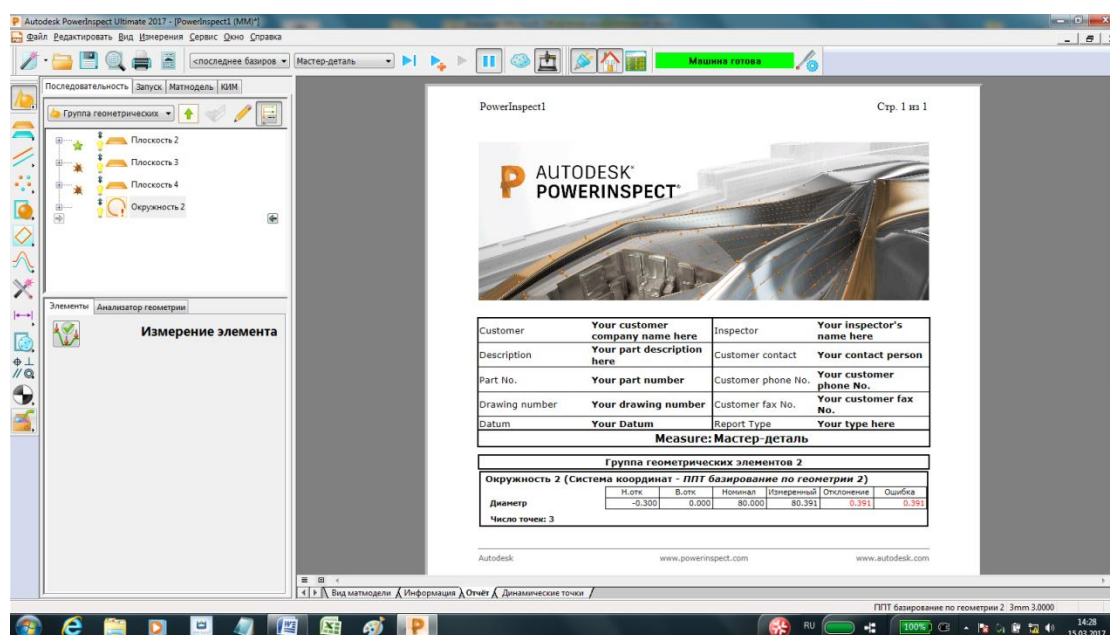 Autodesk PowerInspect Ultimate 2017 - [PowerInspect1 (MM)*]
Файл Редактировать Вид Измерения Сервис Окно Справка
<последнее базиров Мастер-деталь Машина готова
Последовательность Запуск Матмодель КИМ
Группа геометрических
Плоскость 2
Плоскость 3
Плоскость 4
Окружность 2
Элементы Анализатор геометрии
Измерение элемента
PowerInspect1 Стр. 1 из 1
AUTODESK®
POWERINSPECT®
Customer Your customer company name here Inspector Your inspector's name here
Description Your part description here Customer contact Your contact person
Part No. Your part number Customer phone No. Your customer phone No.
Drawing number Your drawing number Customer fax No. Your customer fax No.
Datum Your Datum Report Type Your type here
Measure: Мастер-деталь
Группа геометрических элементов 2
Окружность 2 (Система координат - ППТ базирование по геометрии 2)
Н.отк В.отк Номинал Измеренный Отклонение Ошибка
Диаметр -0.300 0.000 80.000 80.391 0.391 0.391
Число точек: 3
Autodesk www.powerinspect.com www.autodesk.com
Вид матмодели Информация Отчёт Динамические точки
ППТ базирование по геометрии 2 3mm 3.0000
RU 100% 14:28
15.03.2017